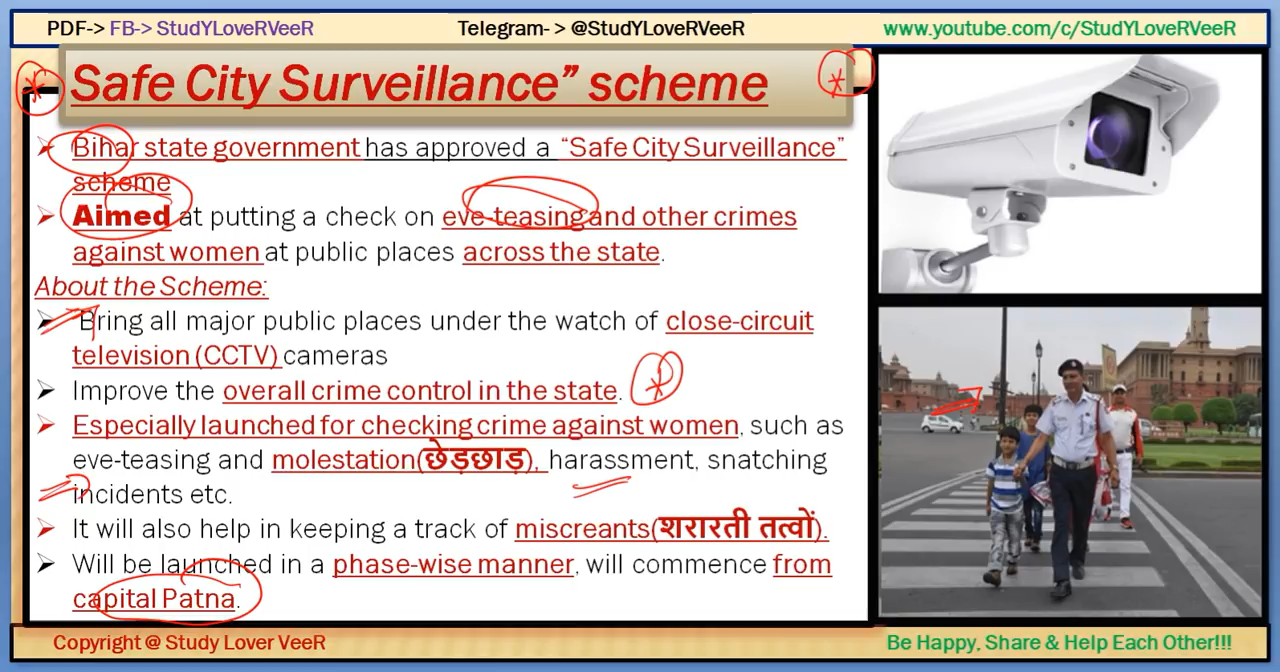 PDF-> FB-> StudYLoveRVeeR
Telegram- > @StudYLoveRVeeR
www.youtube.com/c/StudYLoveRVeeR
Safe City Surveillance” scheme
Bihar state government has approved a “Safe City Surveillance”
scheme
Aimed at putting a check on eve-teasing and other crimes
against women at public places across the state.
About the Scheme:
Bring all major public places under the watch of close-circuit
television (CCTV) cameras
Improve the overall crime control in the state.
Especially launched for checking crime against women, such as
eve-teasing and molestation(छेड़छाड़), harassment, snatching
incidents etc.
It will also help in keeping a track of miscreants(शरारती तत्वों).
Will be launched in a phase-wise manner, will commence from
capital Patna.
Copyright @ Study Lover VeeR
Be Happy, Share & Help Each Other!!!